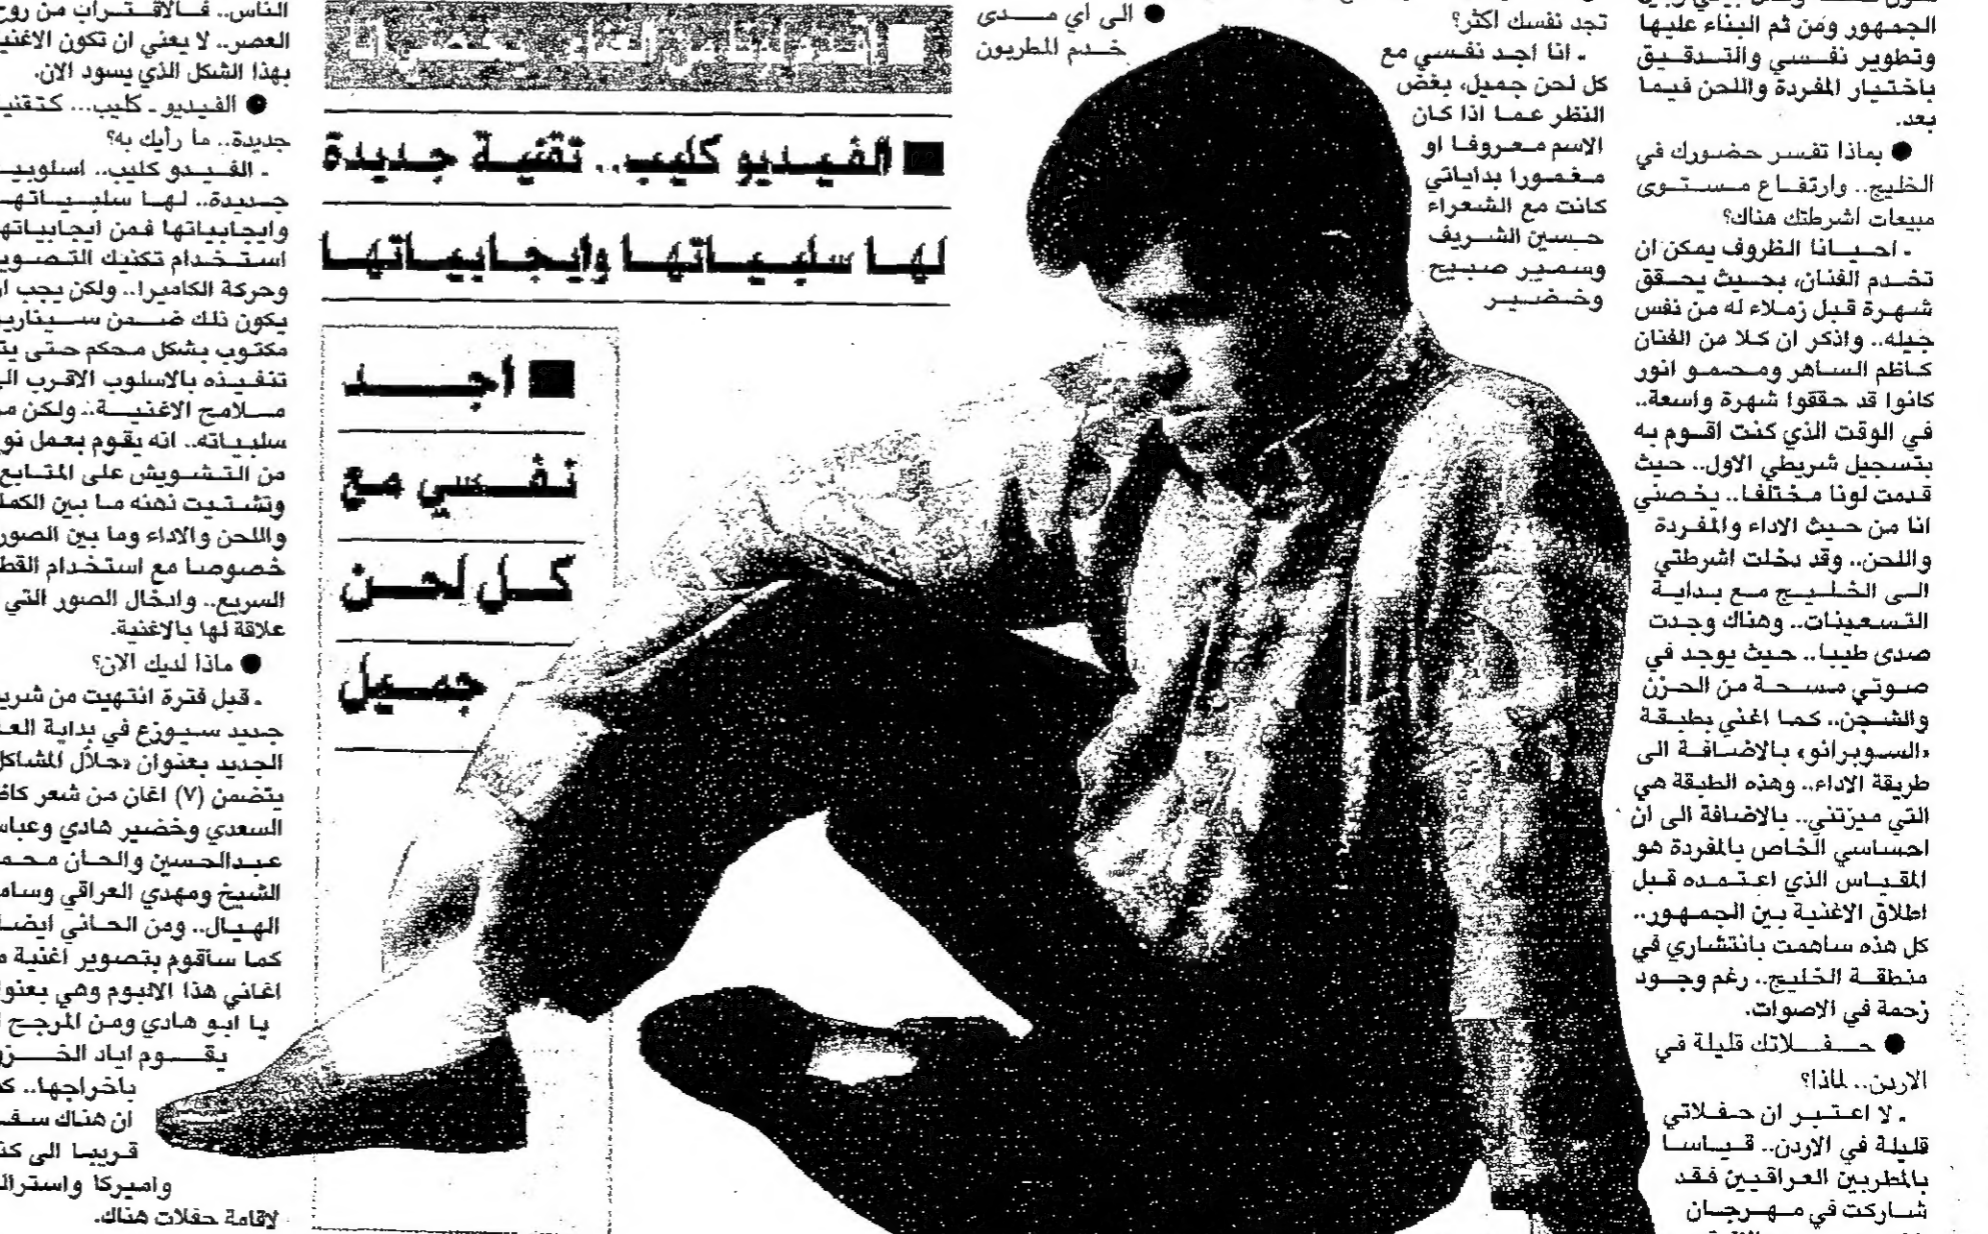 الجمهور ومن ثم البناء عليها
وتطوير نفسي والتدقيق
باختيار المفردة واللحن فيما
بعد.
● بماذا تفسر حضورك في
الخليج.. وارتفاع مستوى
مبيعات اشرطتك هناك؟
ـ احيانا الظروف يمكن ان
تخدم الفنان، بحيث يحقق
شهرة قبل زملاء له من نفس
جيله.. واذكر ان كلا من الفنان
كاظم الساهر ومحمو انور
كانوا قد حققوا شهرة واسعة..
في الوقت الذي كنت اقوم به
بتسجيل شريطي الاول.. حيث
قدمت لونا مختلفا.. يخصني
انا من حيث الاداء والمفردة
واللحن.. وقد دخلت اشرطتي
الى الخليج مع بداية
التسعينات.. وهناك وجدت
صدى طيبا.. حيث يوجد في
صوتي مسحة من الحزن
والشجن.. كما اغني بطبقة
«السوبرانو» بالاضافة الى
طريقة الاداء.. وهذه الطبقة هي
التي ميزتني.. بالاضافة الى ان
احساسي الخاص بالمفردة هو
المقياس الذي اعتمده قبل
اطلاق الاغنية بين الجمهور..
كل هذه ساهمت بانتشاري في
منطقة الخليج.. رغم وجود
زحمة في الاصوات.
● حفلاتك قليلة في
الاردن.. لماذا؟
ـ لا اعتبر ان حفلاتي
قليلة في الاردن.. قياسا
بالمطربين العراقيين فقد
شاركت في مهرجان
تجد نفسك اكثر؟
ـ انا اجد نفسي مع
كل لحن جميل، بغض
النظر عما اذا كان
الاسم معروفا او
مغمورا بداياتي
كانت مع الشعراء
حسين الشريف
وسمير صبيح
وخضير
● الى اي مدى
خدم المطربون
■ الفيديو كليب.. تقنية جديدة
لها سلبياتها وايجابياتها
■ اجد
نفسي مع
كل لحن
جميل
الناس.. فالاقتراب من روح
العصر.. لا يعني ان تكون الاغنية
بهذا الشكل الذي يسود الان.
● الفيديو ـ كليب... كتقنية
جديدة.. ما رأيك به؟
ـ الفيدو كليب.. اسلوبية
جديدة.. لها سلبياتها
وايجابياتها فمن ايجابياتها
استخدام تكنيك التصوير
وحركة الكاميرا.. ولكن يجب ان
يكون ذلك ضمن سيناريو
مكتوب بشكل محكم حتى يتم
تنفيذه بالاسلوب الاقرب الى
ملامح الاغنية.. ولكن من
سلبياته.. انه يقوم بعمل نوع
من التشويش على المتابع
وتشتيت ذهنه ما بين الكملة
واللحن والاداء وما بين الصورة
خصوصا مع استخدام القطع
السريع.. وادخال الصور التي لا
علاقة لها بالاغنية.
● ماذا لديك الان؟
ـ قبل فترة انتهيت من شريط
جديد سيوزع في بداية العام
الجديد بعنوان «حلال المشاكل
يتضمن (٧) اغان من شعر كاظم
السعدي وخضير هادي وعباس
عبدالحسين والحان محمد
الشيخ ومهدي العراقي وسامي
الهيال.. ومن الحاني ايضا
كما سأقوم بتصوير اغنية من
اغاني هذا الالبوم وهي بعنوان
يا ابو هادي ومن المرجح ان
يقوم اياد
باخراجها.. كما
ان هناك سفر
قريبا الى كندا
واميركا واستراليا
لاقامة حفلات هناك.